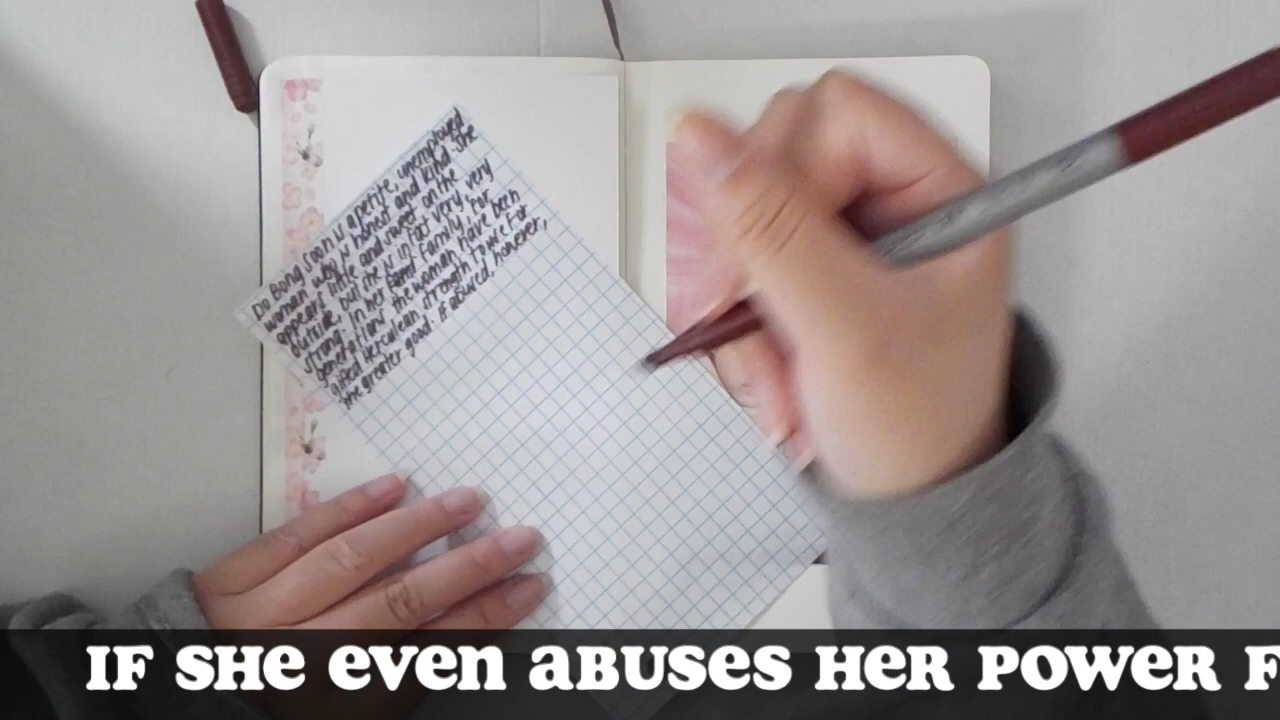 Do Bong Soon is a petite, unemployed
woman who is honest and kind. She
appears little and sweet on the
outside, but she is in fact very, very
strong. In her family, for
generations the woman have been
gifted Herculean strength to use for
the greater good. If abused, however,
IF SHE EVEN ABUSES HER POWER F